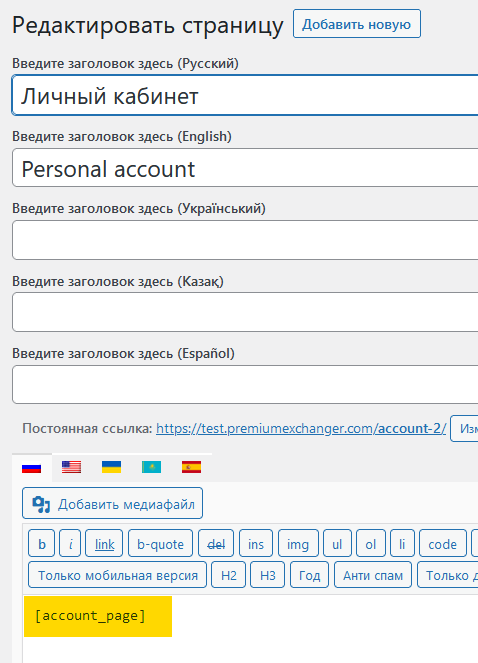 Редактировать страницу Добавить новую
Введите заголовок здесь (Русский)
Личный кабинет
Введите заголовок здесь (English)
Personal account
Введите заголовок здесь (Український)
Введите заголовок здесь (Казақ)
Введите заголовок здесь (Español)
Постоянная ссылка: https://test.premiumexchanger.com/account-2/ Изм
Добавить медиафайл
b i link b-quote del ins img ul ol li code
Только мобильная версия H2 H3 Год Анти спам Только д
[account_page]